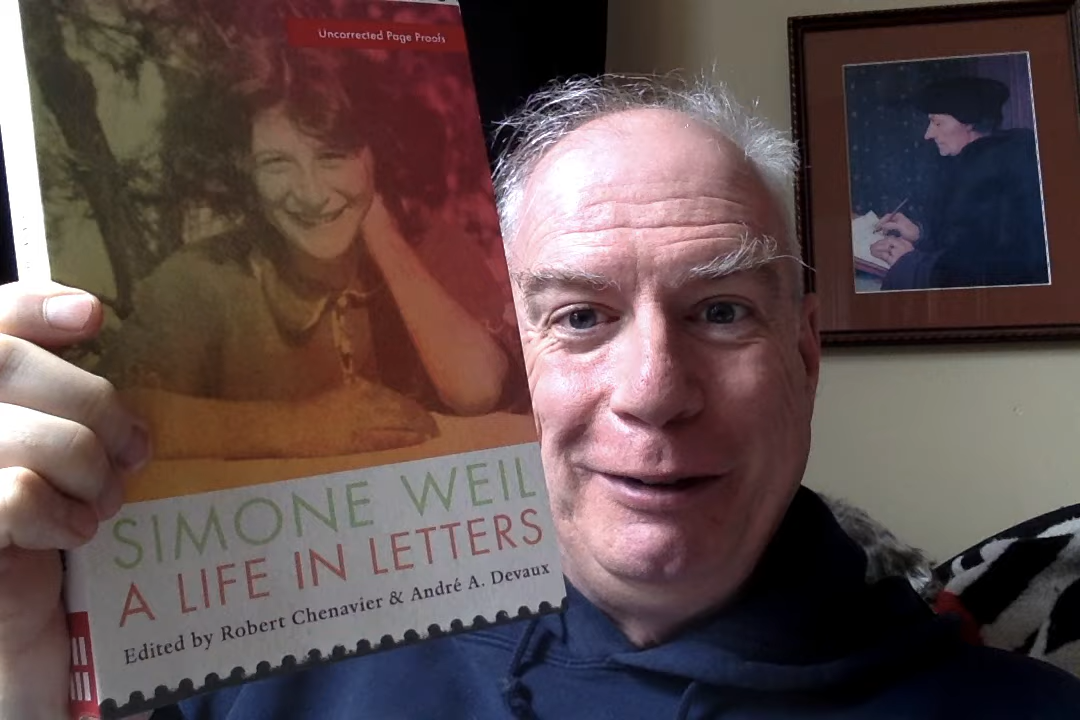 Uncorrected Page Proofs
SIMONE WEIL
A LIFE IN LETTERS
Edited by Robert Chenavier & André A. Devaux